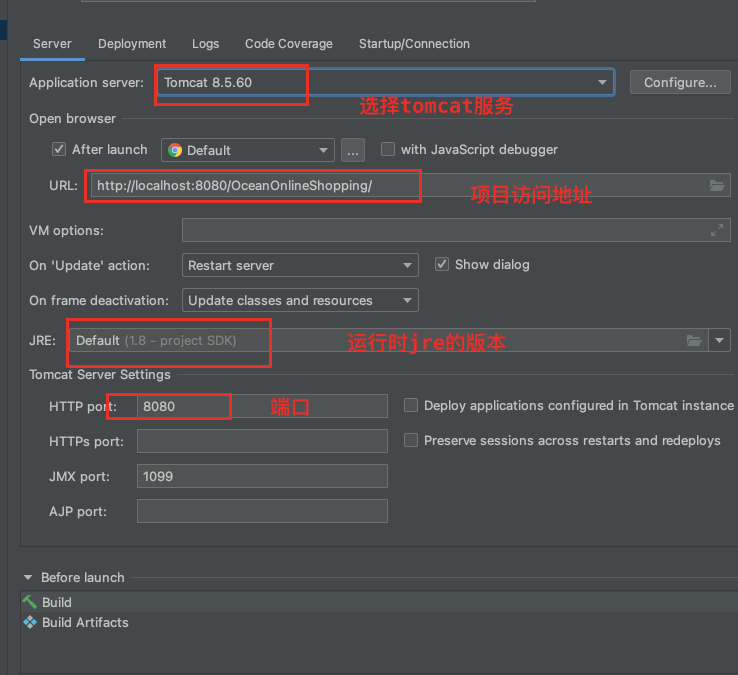 Server Deployment Logs Code Coverage Startup/Connection
Application server: Tomcat 8.5.60 Configure...
选择tomcat服务
Open browser
After launch Default ... with JavaScript debugger
URL: http://localhost:8080/OceanOnlineShopping/ 项目访问地址
VM options:
On 'Update' action: Restart server Show dialog
On frame deactivation: Update classes and resources
JRE: Default (1.8 - project SDK) 运行时jre的版本
Tomcat Server Settings
HTTP port: 8080 端口 Deploy applications configured in Tomcat instance
HTTPs port: Preserve sessions across restarts and redeploys
JMX port: 1099
AJP port:
Before launch
Build
Build Artifacts